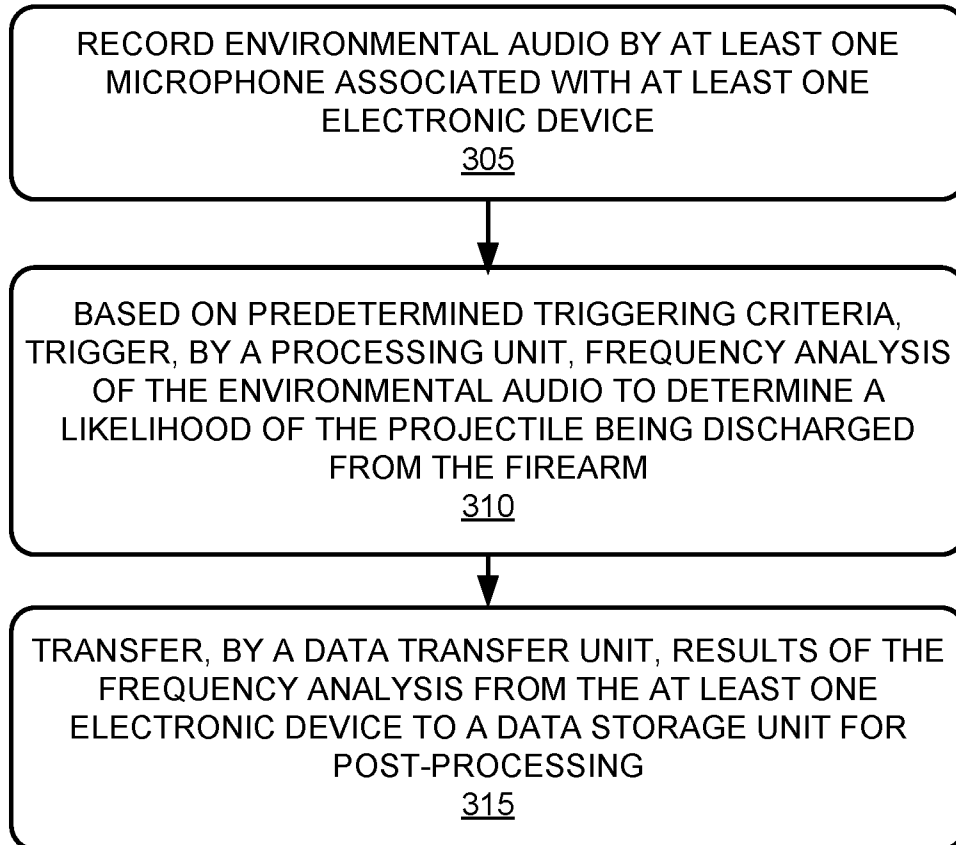 RECORD ENVIRONMENTAL AUDIO BY AT LEAST ONE
MICROPHONE ASSOCIATED WITH AT LEAST ONE
ELECTRONIC DEVICE
305
BASED ON PREDETERMINED TRIGGERING CRITERIA,
TRIGGER, BY A PROCESSING UNIT, FREQUENCY ANALYSIS
OF THE ENVIRONMENTAL AUDIO TO DETERMINE A
LIKELIHOOD OF THE PROJECTILE BEING DISCHARGED
FROM THE FIREARM
310
TRANSFER, BY A DATA TRANSFER UNIT, RESULTS OF THE
FREQUENCY ANALYSIS FROM THE AT LEAST ONE
ELECTRONIC DEVICE TO A DATA STORAGE UNIT FOR
POST-PROCESSING
315